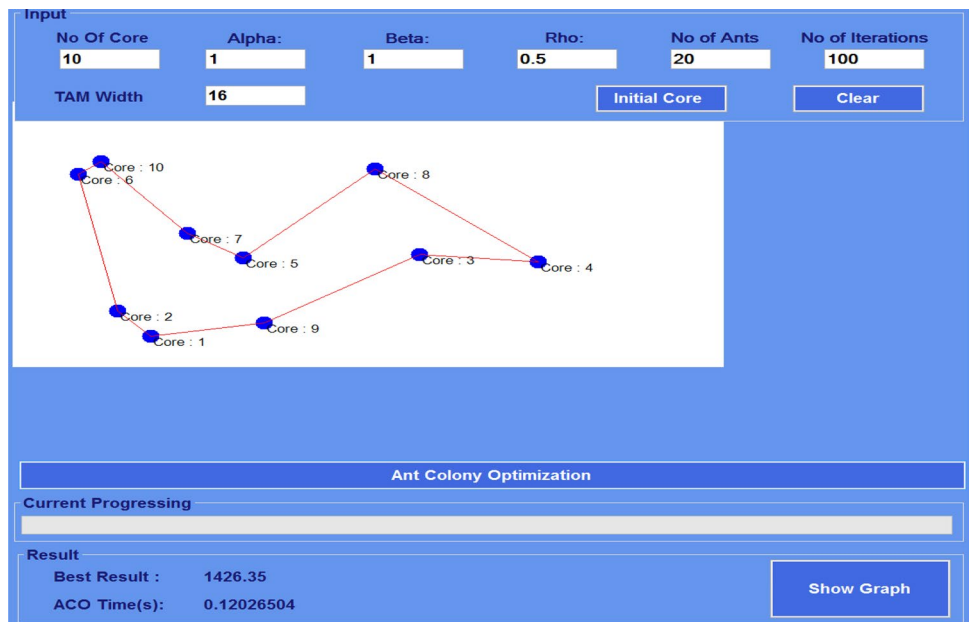 Input
No Of Core Alpha: Beta: Rho: No of Ants No of Iterations
10 1 1 0.5 20 100
TAM Width 16 Initial Core Clear
Core : 10
Core : 6
Core : 8
Core : 7
Core : 5
Core : 3
Core : 4
Core : 2
Core : 9
Core : 1
Ant Colony Optimization
Current Progressing
Result
Best Result : 1426.35
ACO Time(s): 0.12026504
Show Graph